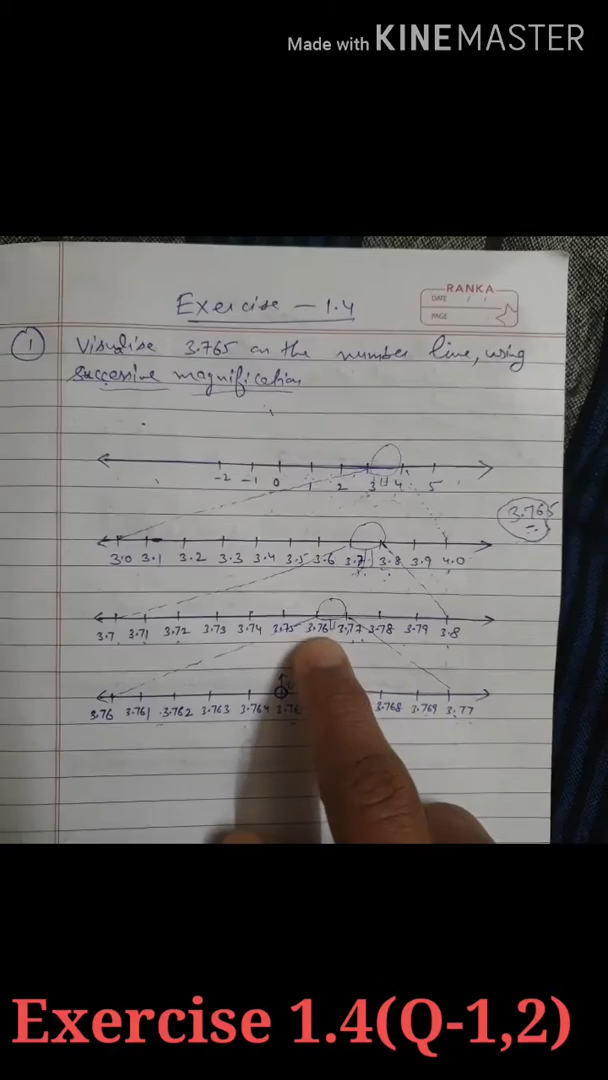 Made with KINEMASTER
RANKA
DATE / /
PAGE
Exercise - 1.4
1 Visulise 3.765 on the number line, using
successive magnification
-2 -1 0 1 2 3 4 5
3.765
3.0 3.1 3.2 3.3 3.4 3.5 3.6 3.7 3.8 3.9 4.0
3.7 3.71 3.72 3.73 3.74 3.75 3.76 3.77 3.78 3.79 3.8
3.76 3.761 3.762 3.763 3.764 3.768 3.769 3.77
Exercise 1.4(Q-1,2)